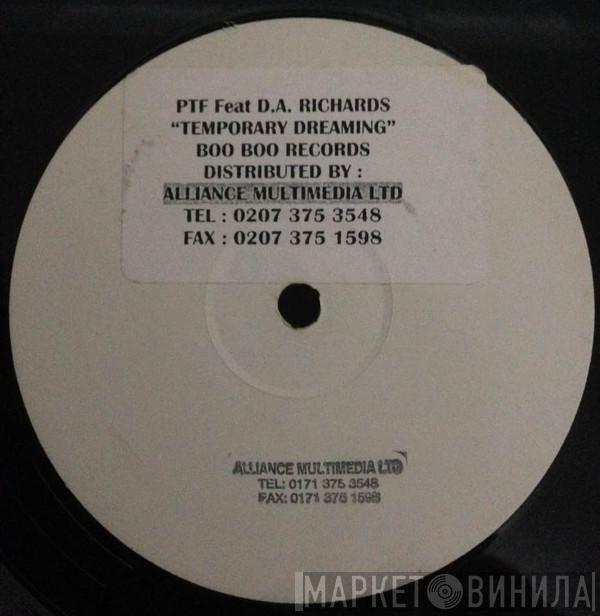 PTF Feat D.A. RICHARDS
“TEMPORARY DREAMING”
BOO BOO RECORDS
DISTRIBUTED BY :
ALLIANCE MULTIMEDIA LTD
TEL : 0207 375 3548
FAX : 0207 375 1598
ALLIANCE MULTIMEDIA LTD
TEL: 0171 375 3548
FAX: 0171 375 1598
МАРКЕТ ВИНИЛА